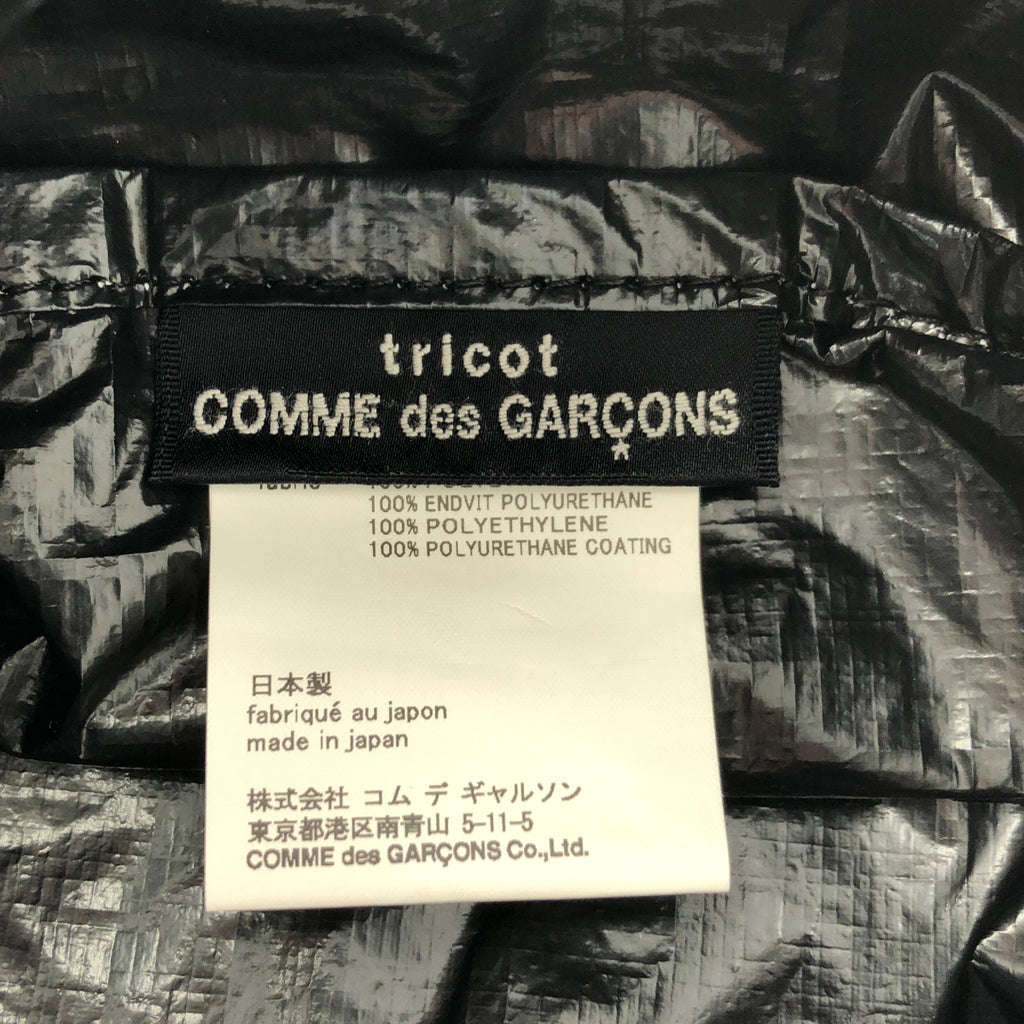 tricot
COMME des GARÇONS
100%
100% ENDVIT POLYURETHANE
100% POLYETHYLENE
100% POLYURETHANE COATING
日本製
fabriqué au japon
made in japan
株式会社 コム デ ギャルソン
東京都港区南青山 5-11-5
COMME des GARÇONS Co.,Ltd.